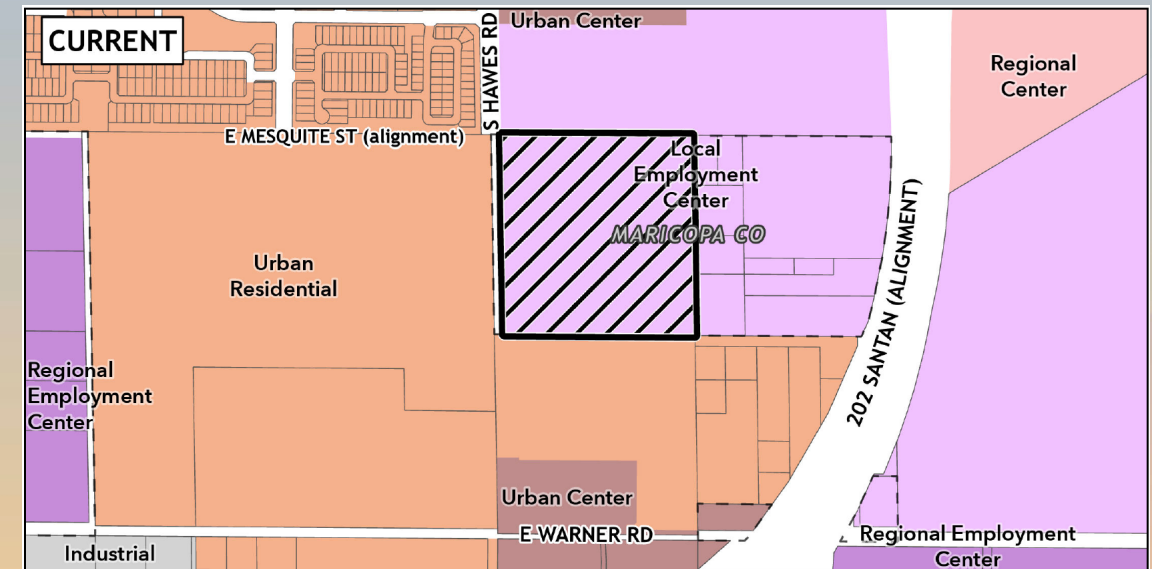 CURRENT
Urban Center
S HAWES RD
Regional
Center
E MESQUITE ST (alignment)
Local
Employment
Center
MARICOPA CO
Urban
Residential
202 SANTAN (ALIGNMENT)
Regional
Employment
Center
Urban Center
E WARNER RD
Regional Employment
Center
Industrial